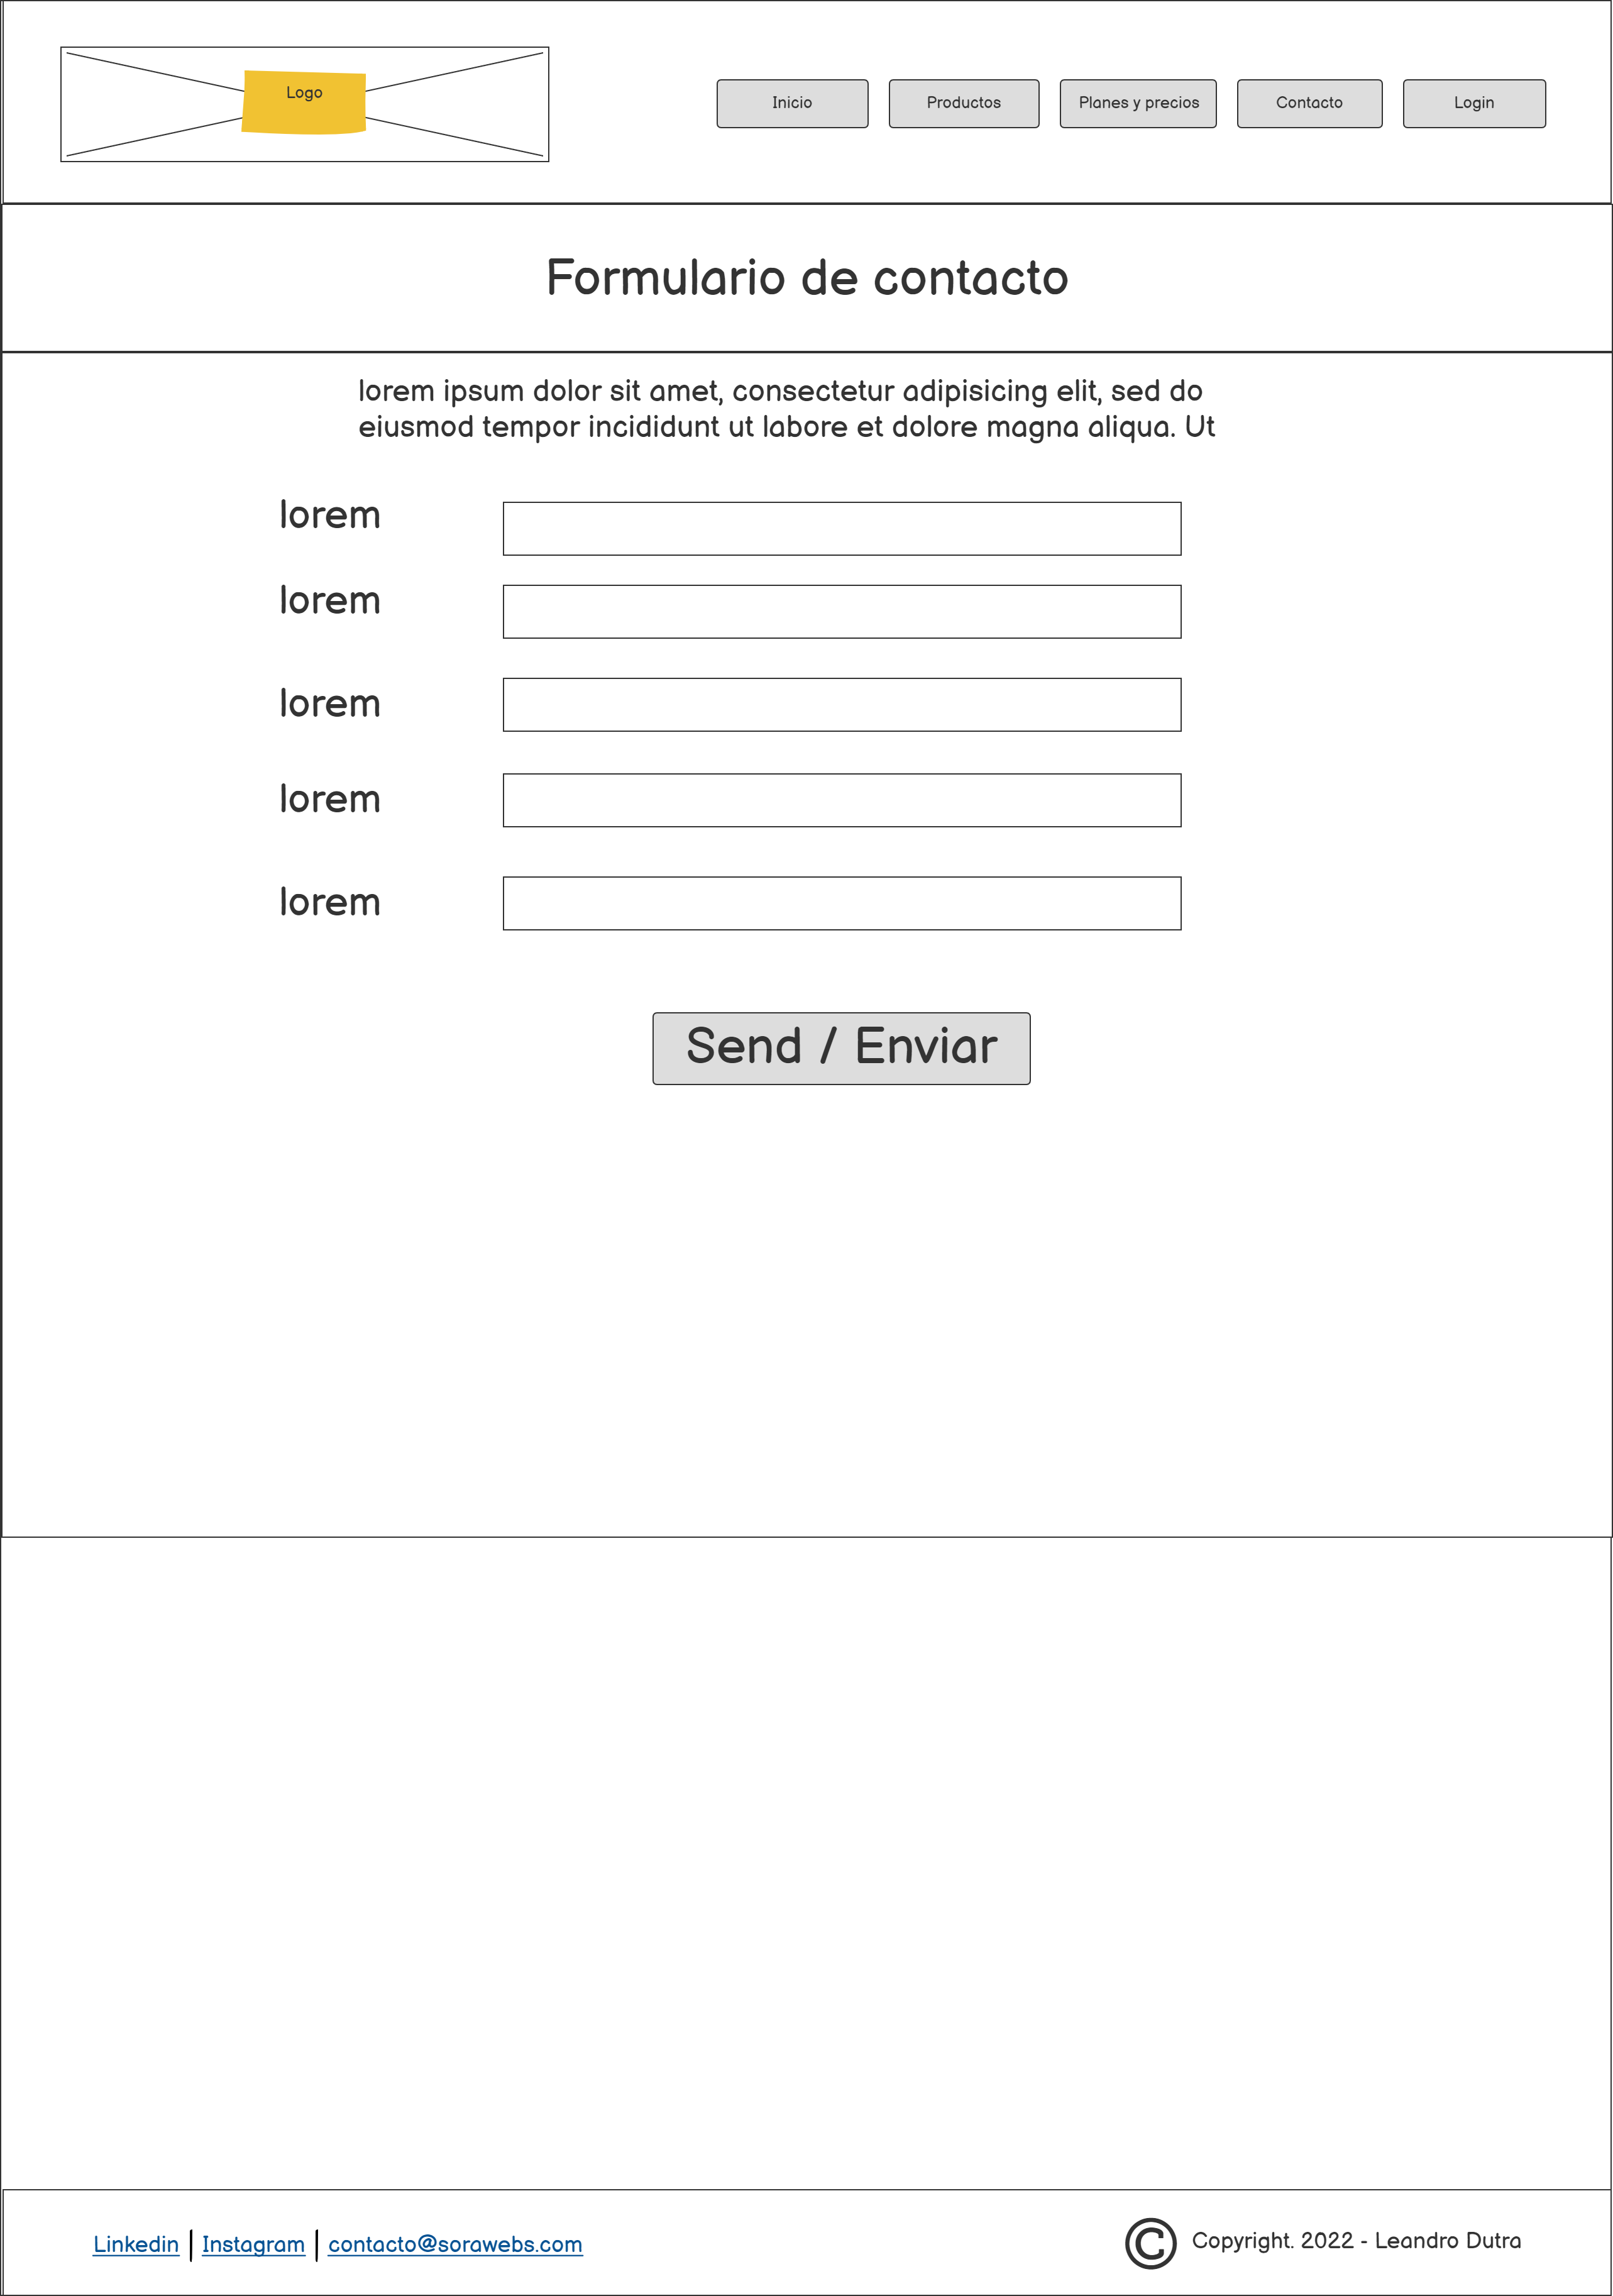 Logo
Inicio
Productos
Planes y precios
Contacto
Login
Formulario de contacto
lorem ipsum dolor sit amet, consectetur adipisicing elit, sed do
eiusmod tempor incididunt ut labore et dolore magna aliqua. Ut
lorem
lorem
lorem
lorem
lorem
Send / Enviar
Linkedin | Instagram | contacto@sorawebs.com
© Copyright. 2022 - Leandro Dutra